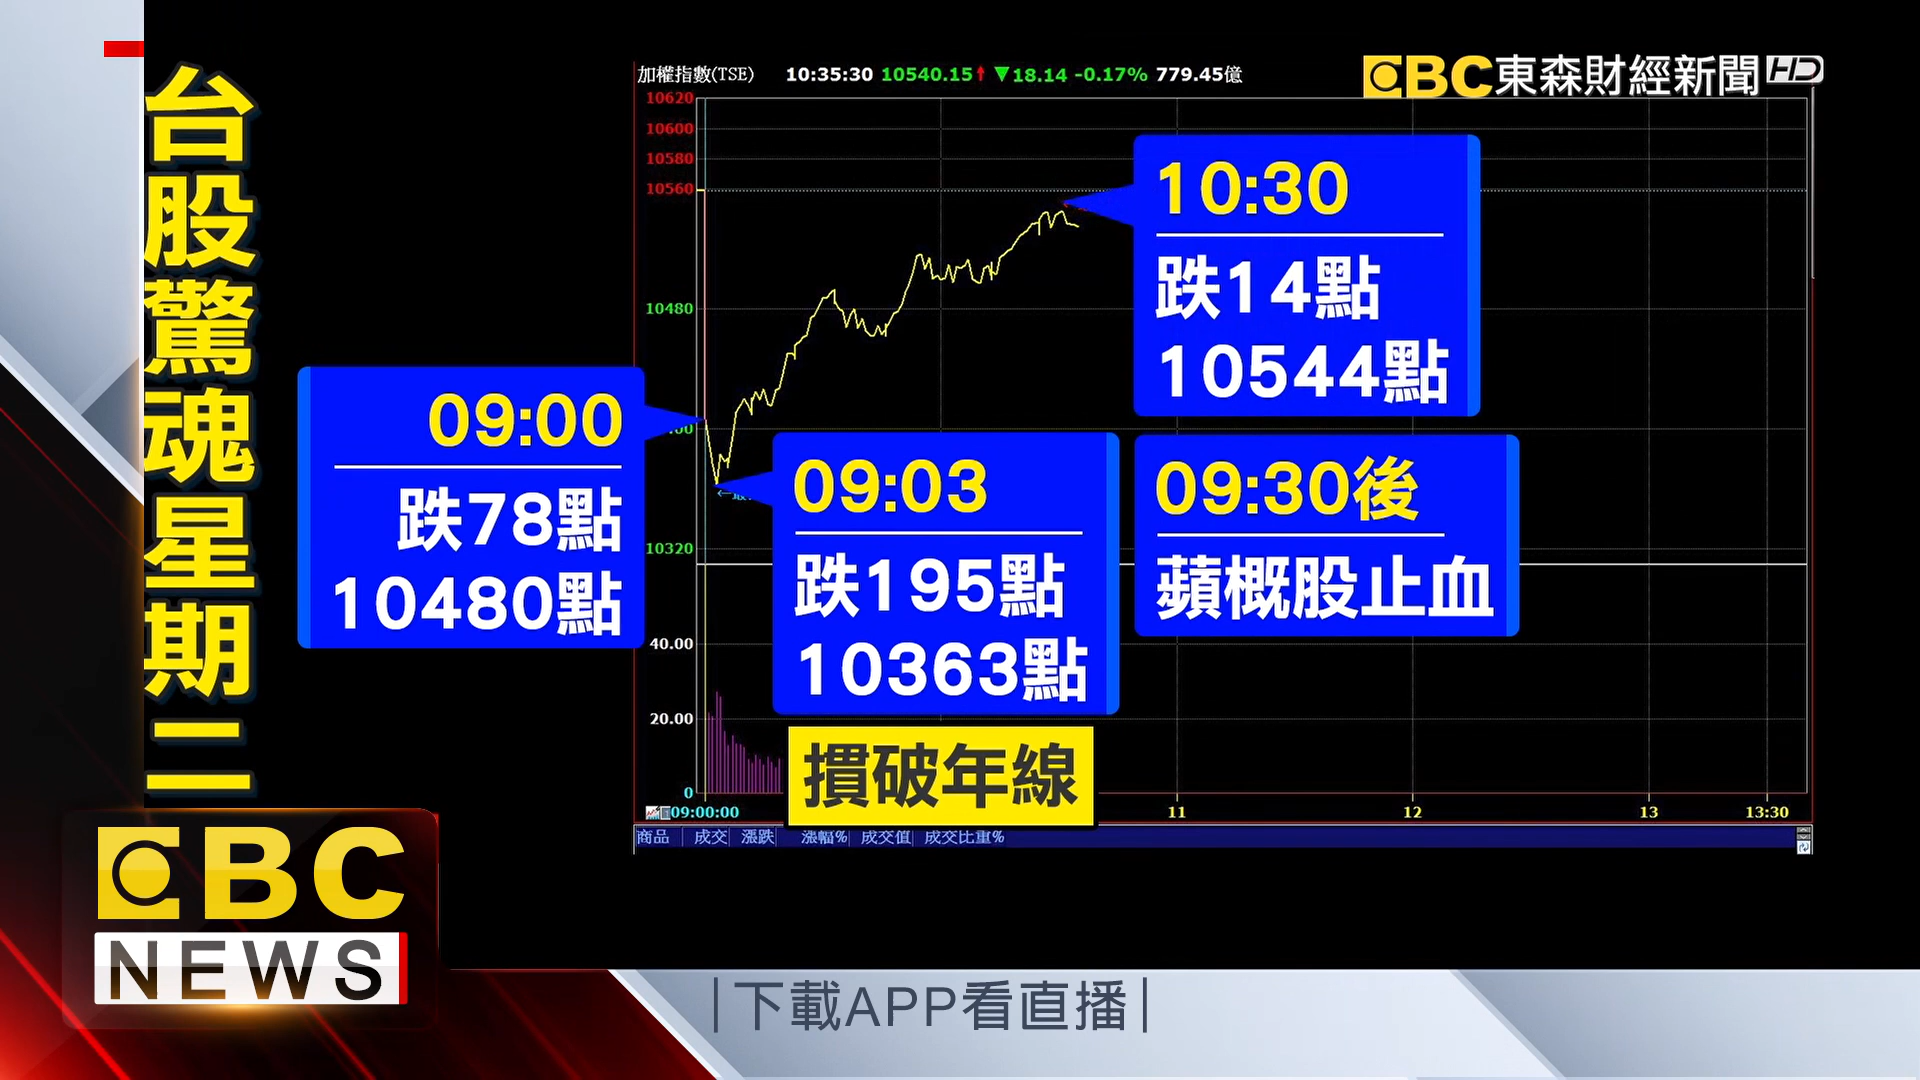 台股驚魂星期二
加權指數(TSE) 10:35:30 10540.15↑ ▼18.14 -0.17% 779.45億
EBC東森財經新聞HD
10620
10600
10580
10560
10480
10320
40.00
20.00
0
10:30
跌14點
10544點
09:00
跌78點
10480點
09:03
跌195點
10363點
09:30後
蘋概股止血
摜破年線
09:00:00 11 12 13 13:30
商品 成交 漲跌 漲幅% 成交值 成交比重%
EBC
NEWS
|下載APP看直播|